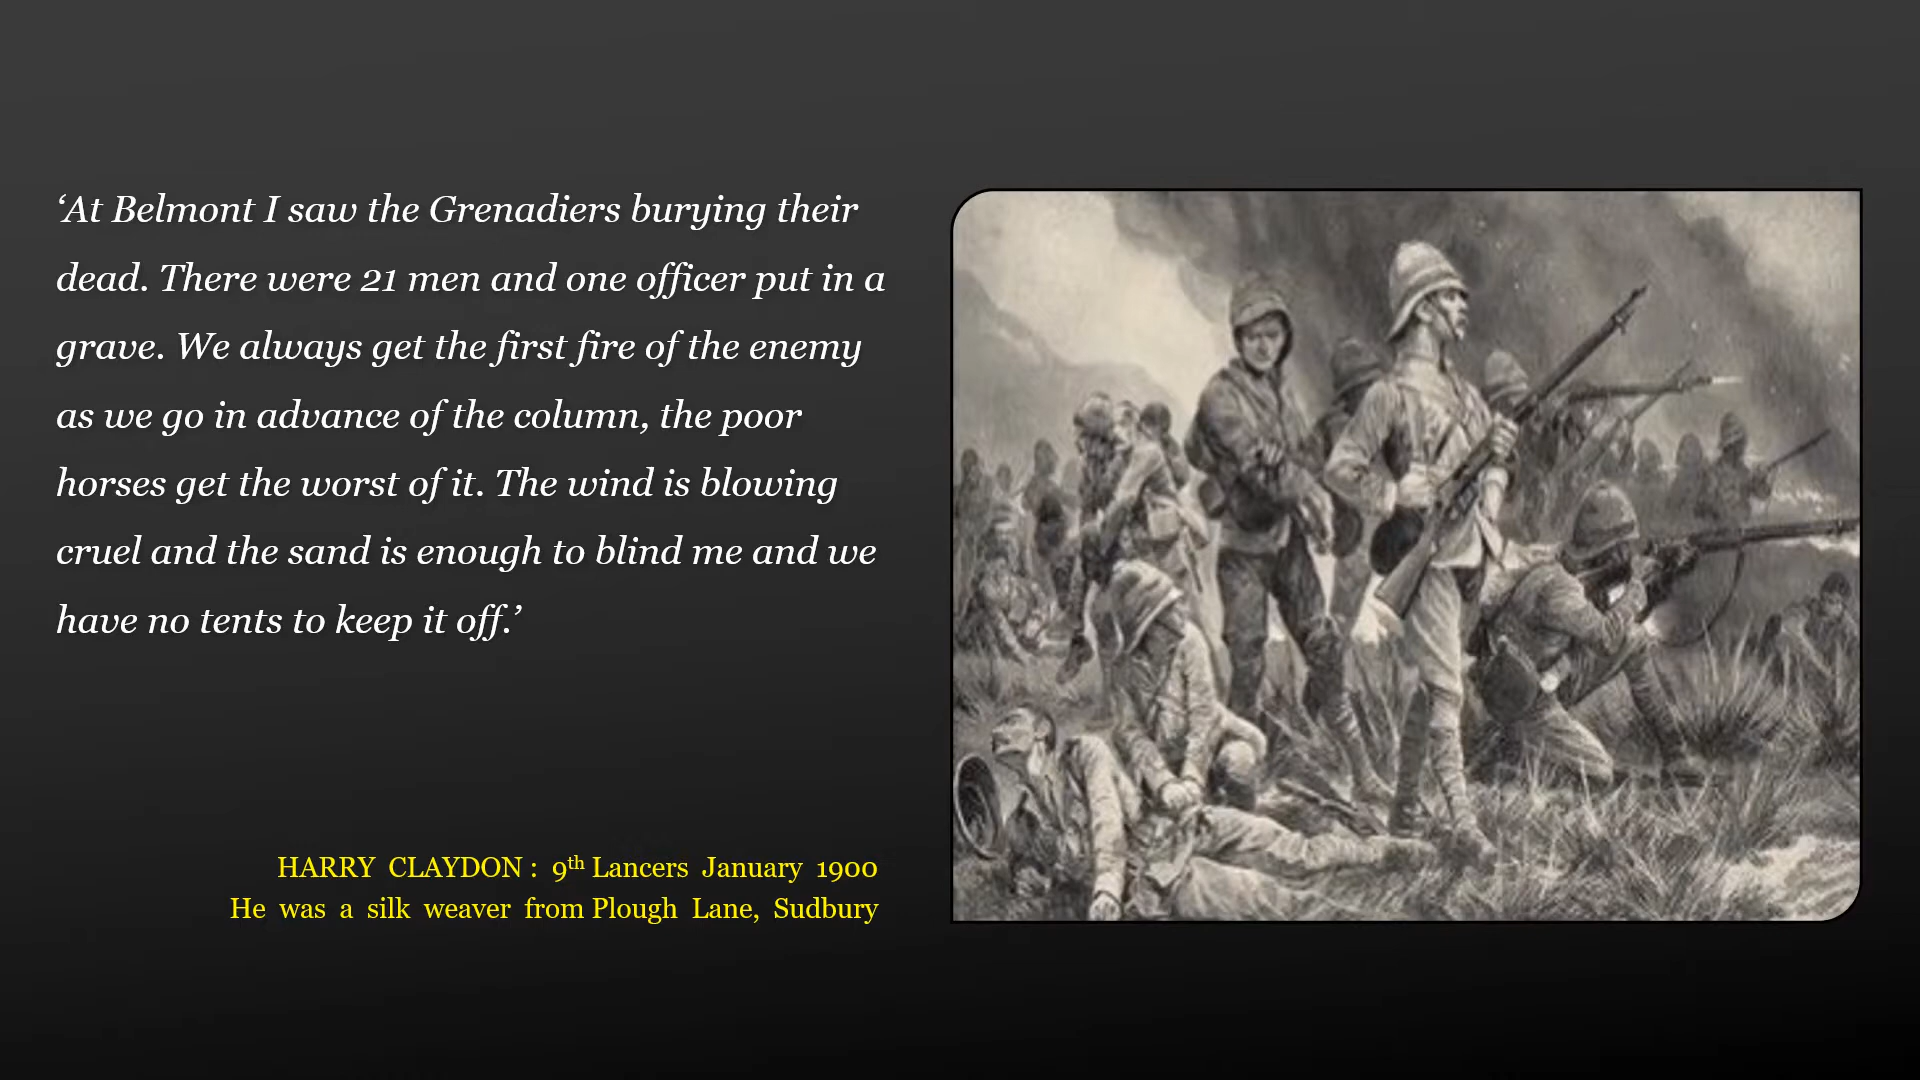 ‘At Belmont I saw the Grenadiers burying their
dead. There were 21 men and one officer put in a
grave. We always get the first fire of the enemy
as we go in advance of the column, the poor
horses get the worst of it. The wind is blowing
cruel and the sand is enough to blind me and we
have no tents to keep it off.’
HARRY CLAYDON : 9th Lancers January 1900
He was a silk weaver from Plough Lane, Sudbury